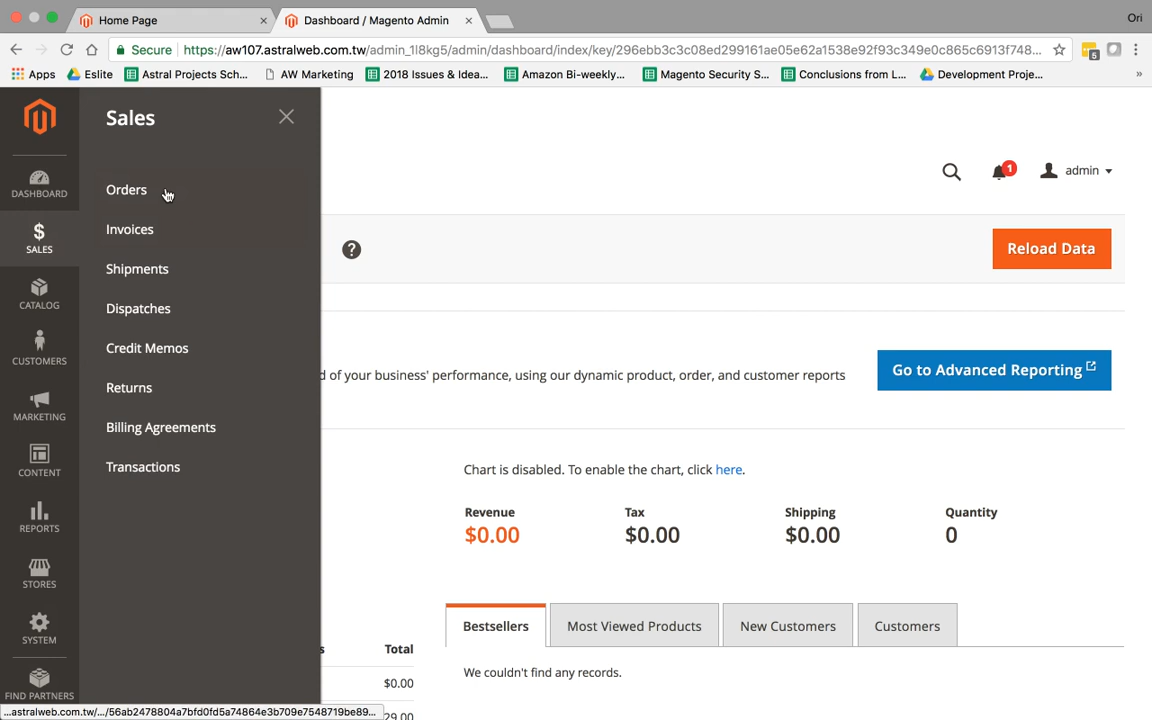 Home Page
Dashboard / Magento Admin
Ori
Secure
https://aw107.astralweb.com.tw/admin_1l8kg5/admin/dashboard/index/key/296ebb3c3c08ed299161ae05e62a1538e92f93c349e0c865c6913f748...
5
Apps
Eslite
Astral Projects Sch...
AW Marketing
2018 Issues & Idea...
Amazon Bi-weekly...
Magento Security S...
Conclusions from L...
Development Proje...
»
Sales
Orders
Invoices
Shipments
Dispatches
Credit Memos
Returns
Billing Agreements
Transactions
DASHBOARD
$
SALES
CATALOG
CUSTOMERS
MARKETING
CONTENT
REPORTS
STORES
SYSTEM
FIND PARTNERS
1
admin
?
Reload Data
d of your business' performance, using our dynamic product, order, and customer reports
Go to Advanced Reporting
Chart is disabled. To enable the chart, click here.
Revenue
$0.00
Tax
$0.00
Shipping
$0.00
Quantity
0
Bestsellers
Most Viewed Products
New Customers
Customers
s
Total
$0.00
29.00
We couldn't find any records.
...astralweb.com.tw/.../56ab2478804a7bfd0fd5a74864e3b709e7548719be89...